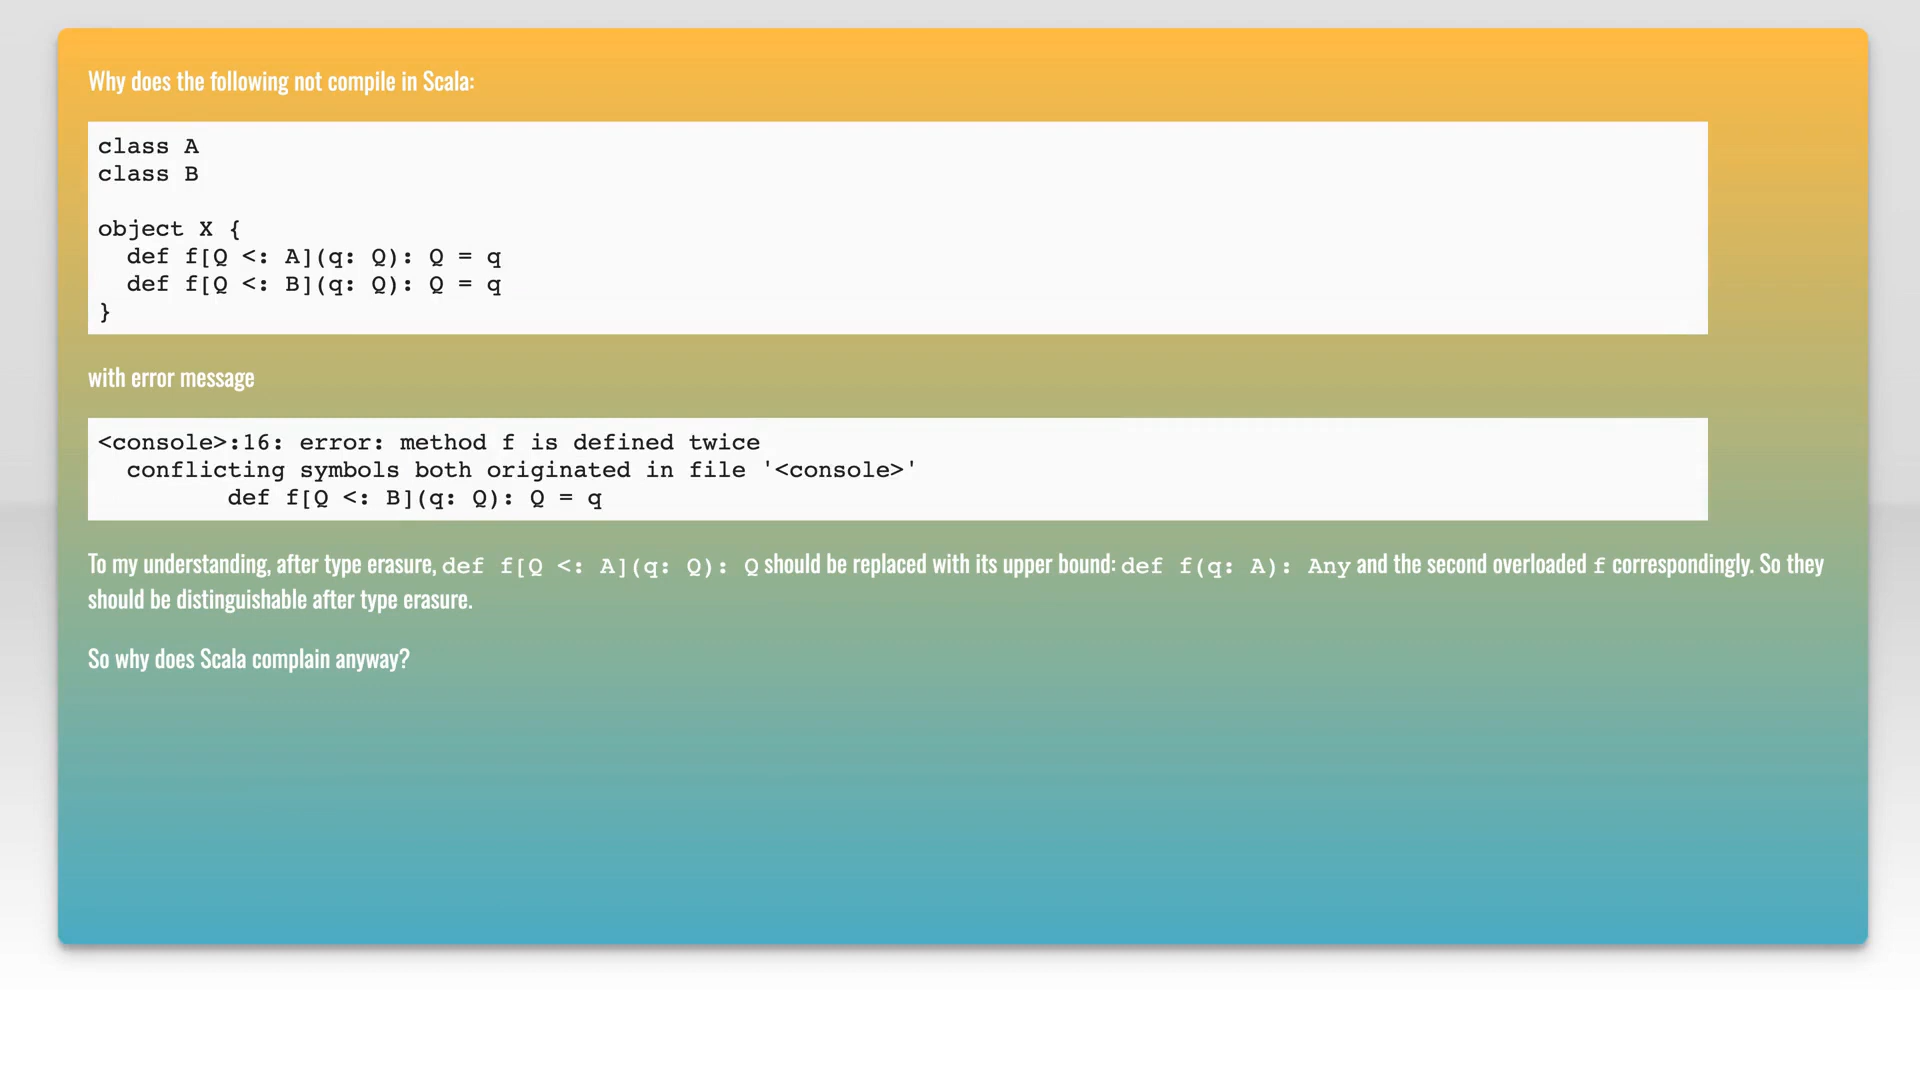 Why does the following not compile in Scala:
class A
class B
object X {
  def f[Q <: A](q: Q): Q = q
  def f[Q <: B](q: Q): Q = q
}
with error message
<console>:16: error: method f is defined twice
  conflicting symbols both originated in file '<console>'
         def f[Q <: B](q: Q): Q = q
To my understanding, after type erasure, def f[Q <: A](q: Q): Q should be replaced with its upper bound: def f(q: A): Any and the second overloaded f correspondingly. So they
should be distinguishable after type erasure.
So why does Scala complain anyway?